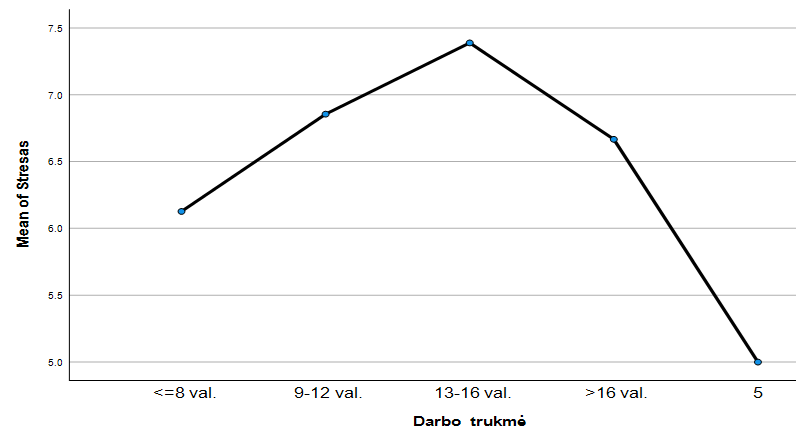 7.5
7.0
6.5
6.0
5.5
5.0
Mean of Stresas
<=8 val.
9-12 val.
13-16 val.
>16 val.
5
Darbo trukmė